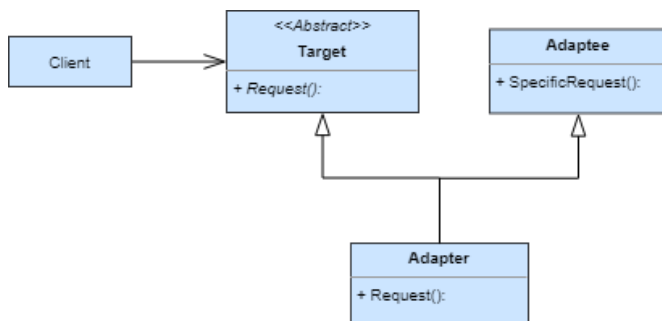 <<Abstract>>
Target
+ Request():
Client
Adaptee
+ SpecificRequest():
Adapter
+ Request():